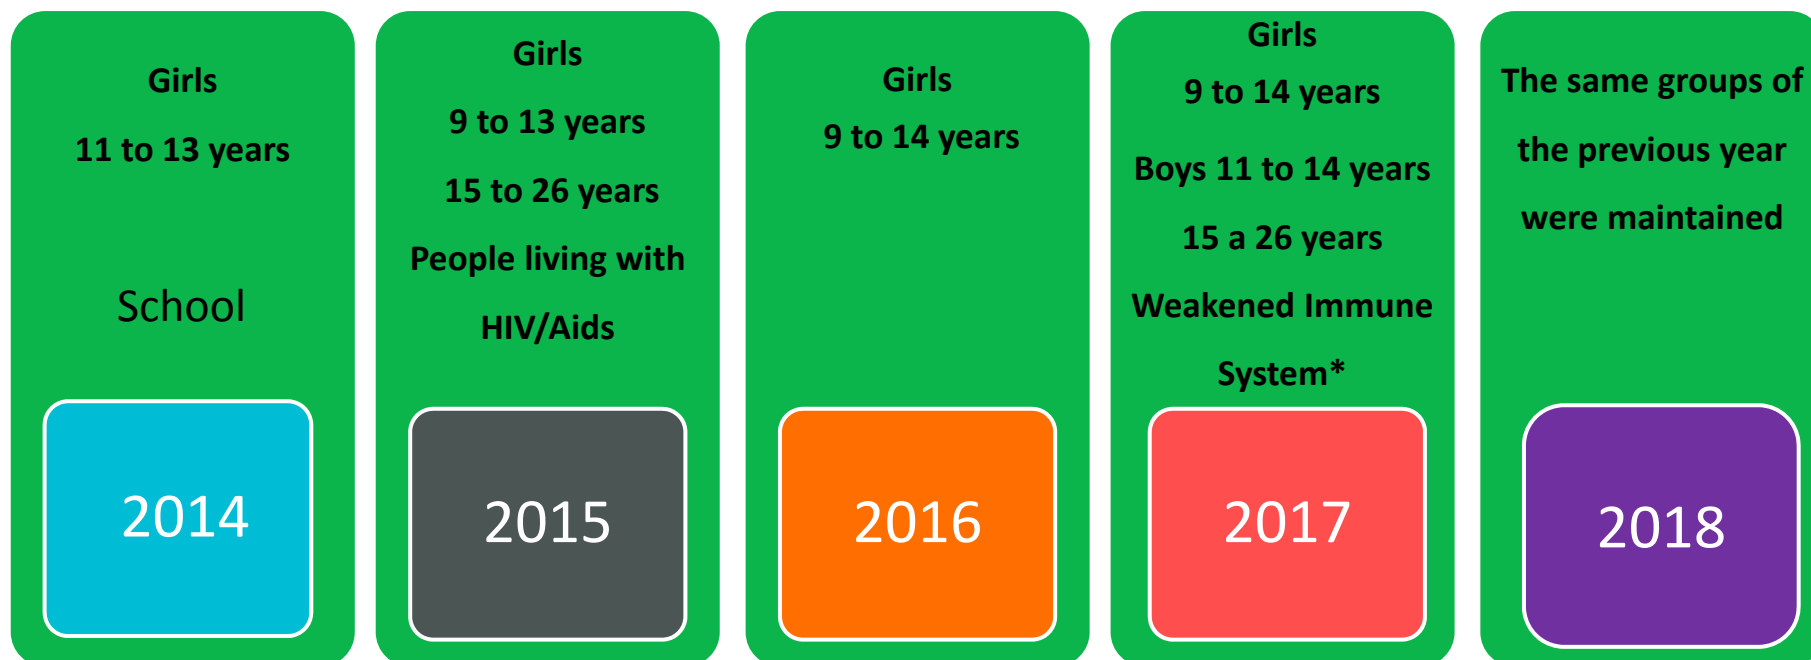 Girls
11 to 13 years
School
2014
Girls
9 to 13 years
15 to 26 years
People living with
HIV/Aids
2015
Girls
9 to 14 years
2016
Girls
9 to 14 years
Boys 11 to 14 years
15 a 26 years
Weakened Immune
System*
2017
The same groups of
the previous year
were maintained
2018